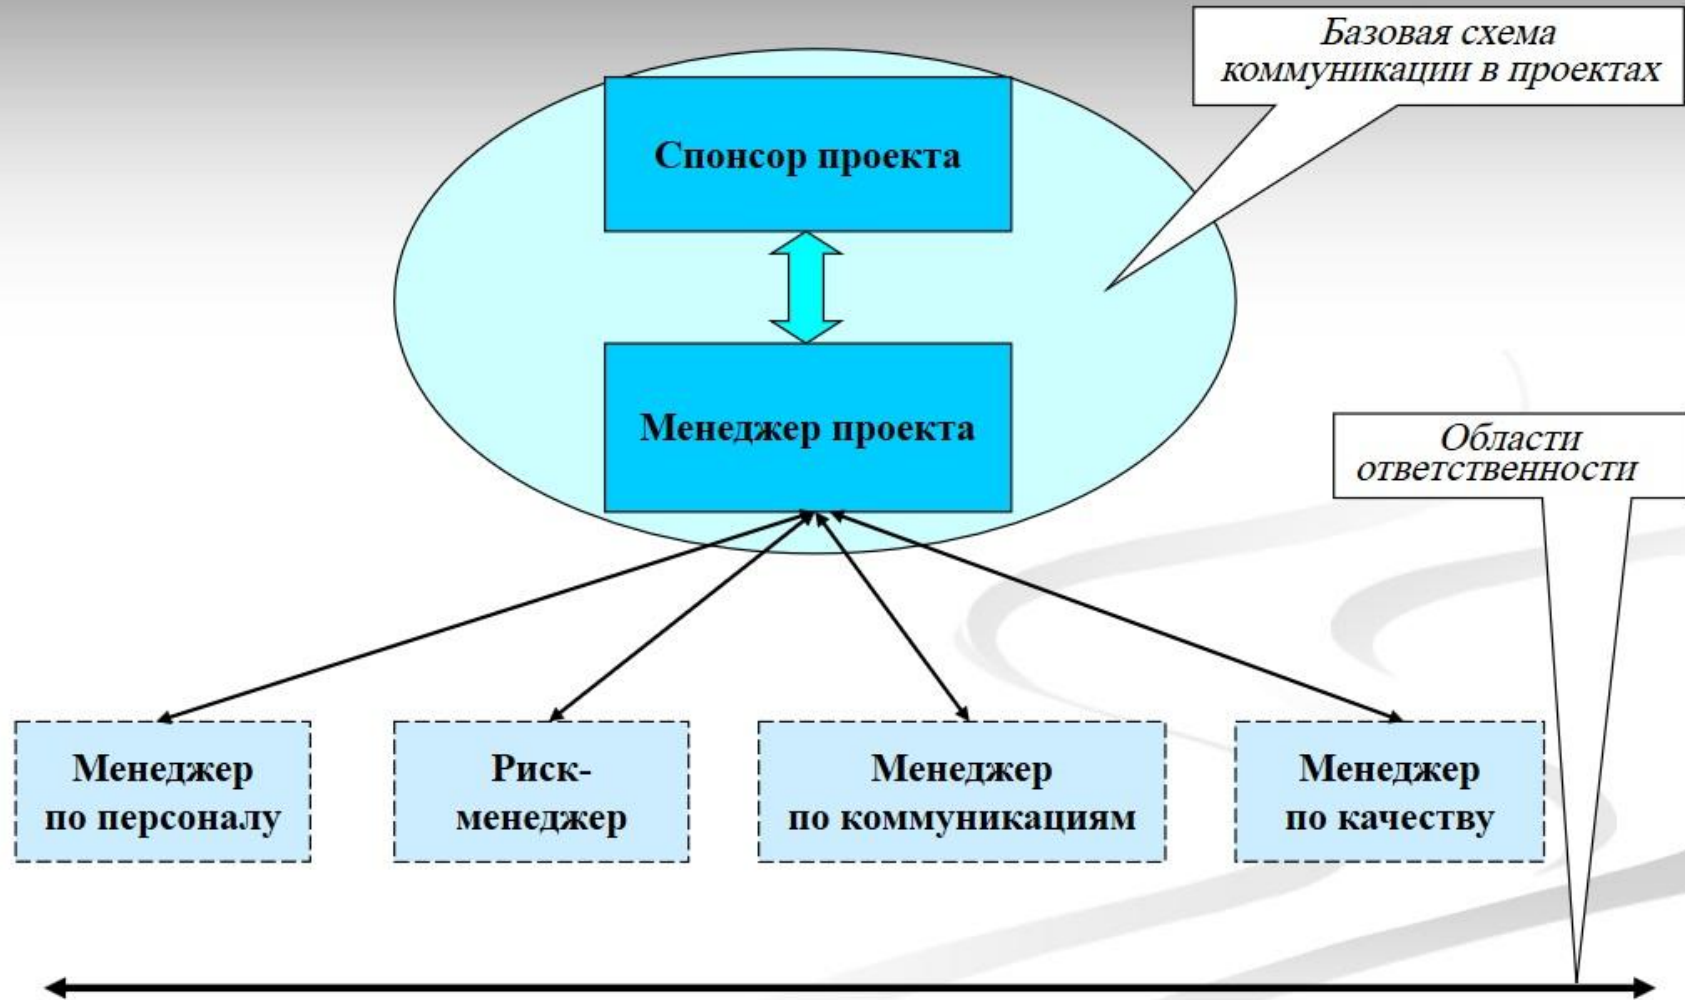 Базовая схема
коммуникации в проектах
Спонсор проекта
Менеджер проекта
Области
ответственности
Менеджер
по персоналу
Риск-
менеджер
Менеджер
по коммуникациям
Менеджер
по качеству